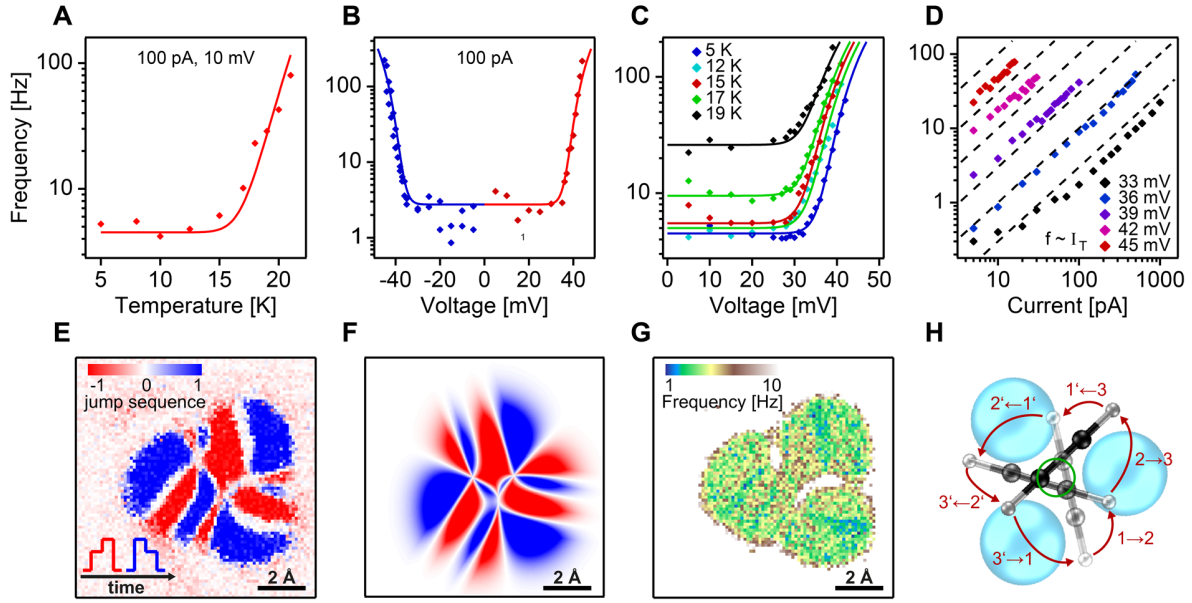 A
B
C
D
Frequency [Hz]
100
10
100 pA, 10 mV
5
10
15
20
Temperature [K]
100
10
1
100 pA
1
-40
-20
0
20
40
Voltage [mV]
100
10
5 K
12 K
15 K
17 K
19 K
0
10
20
30
40
50
Voltage [mV]
100
10
1
33 mV
36 mV
39 mV
42 mV
45 mV
f ~ I_T
10
100
1000
Current [pA]
E
F
G
H
-1
0
1
jump sequence
time
2 Å
1
10
Frequency [Hz]
2 Å
2'←1'
1'←3
2→3
3'←2'
1→2
3'→1